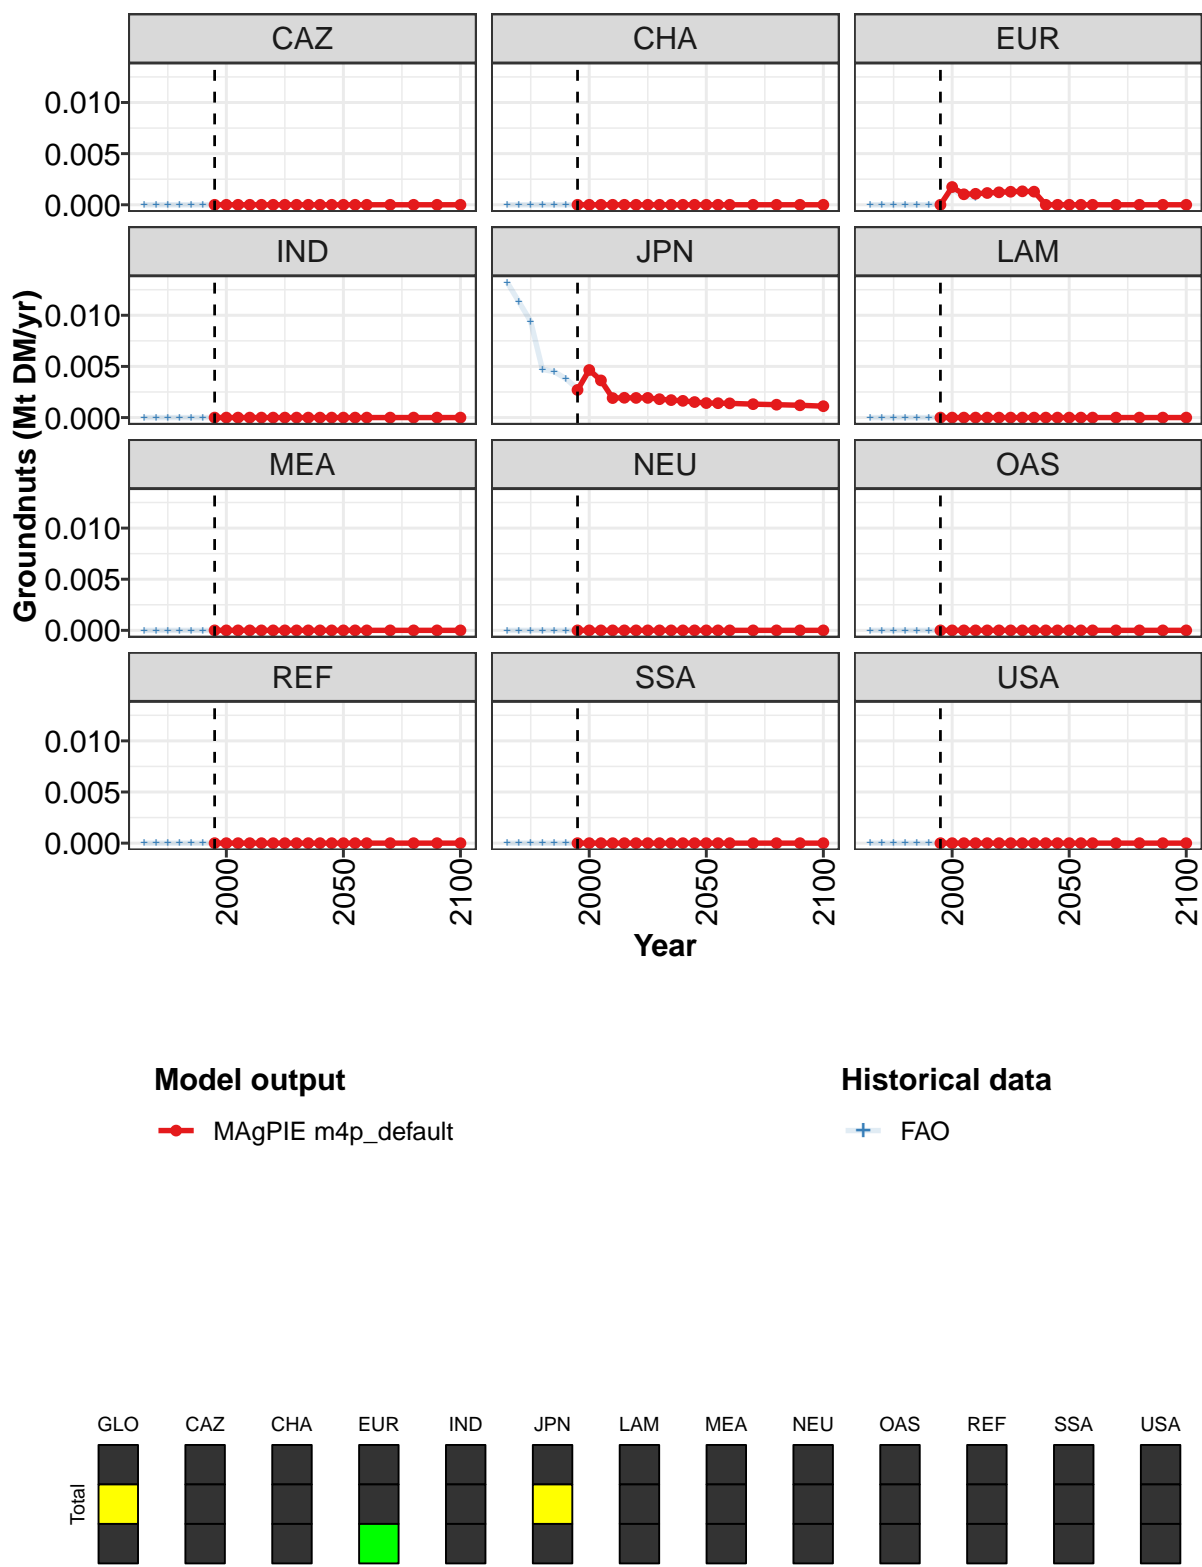 CAZ CHA EUR
0.010
0.005
0.000
IND JPN LAM
0.010
0.005
0.000
MEA NEU OAS
0.010
0.005
0.000
REF SSA USA
0.010
0.005
0.000
Groundnuts (Mt DM/yr)
2000 2050 2100 2000 2050 2100 2000 2050 2100
Year
Model output Historical data
MAgPIE m4p_default FAO
GLO CAZ CHA EUR IND JPN LAM MEA NEU OAS REF SSA USA
Total